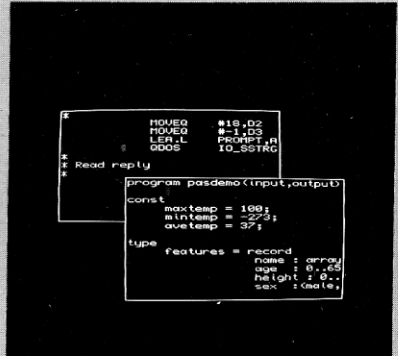 *
MOVEQ #18,D2
MOVEQ #-1,D3
LEA.L PROMPT,A
QDOS IO_SSTRG
*
* Read reply
*
program pasdemo(input,output)
const
maxtemp = 100;
mintemp = -273;
avetemp = 37;
type
features = record
name : array
age : 0..65
height : 0..
sex :(male,